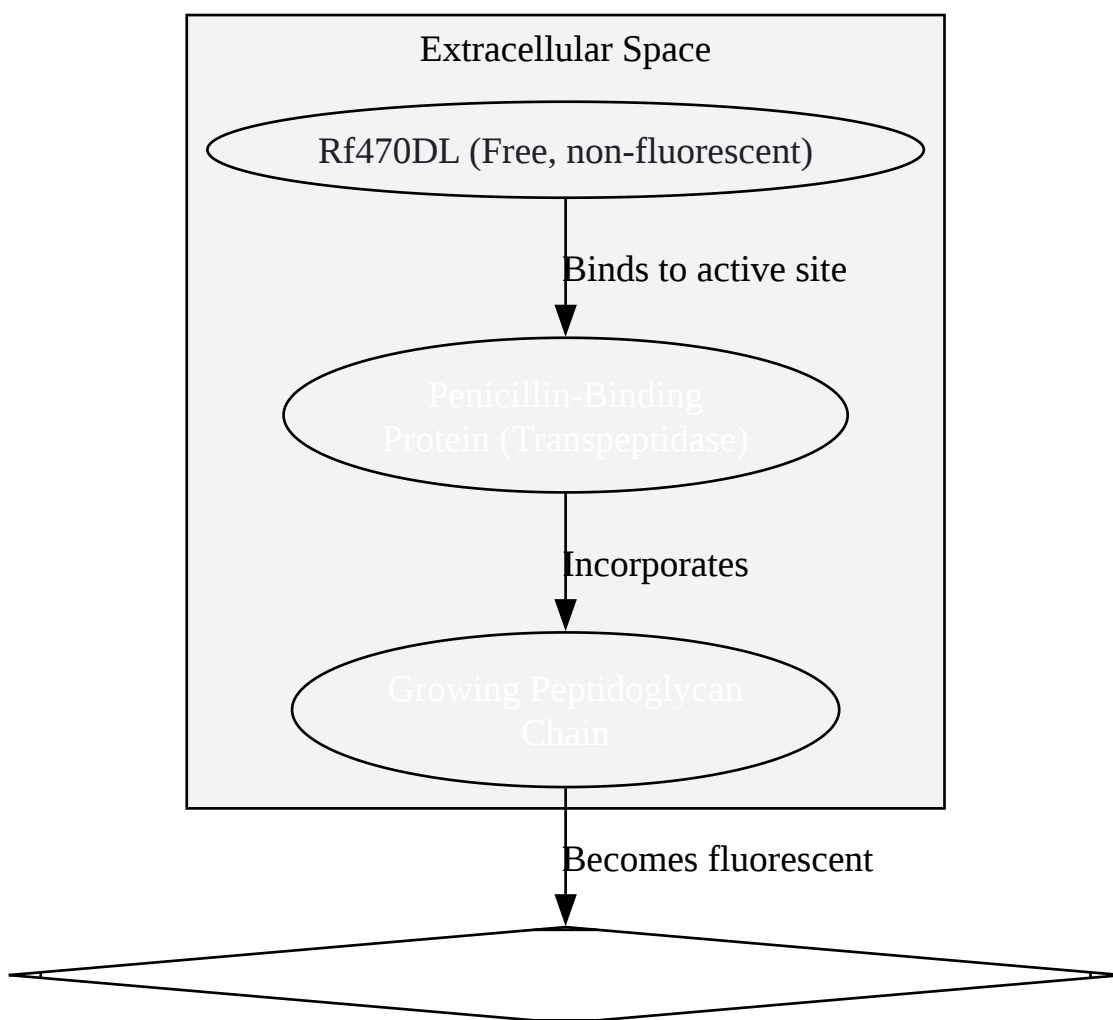 Extracellular Space
Rf470DL (Free, non-fluorescent)
Binds to active site
Penicillin-Binding
Protein (Transpeptidase)
Incorporates
Growing Peptidoglycan
Chain
Becomes fluorescent